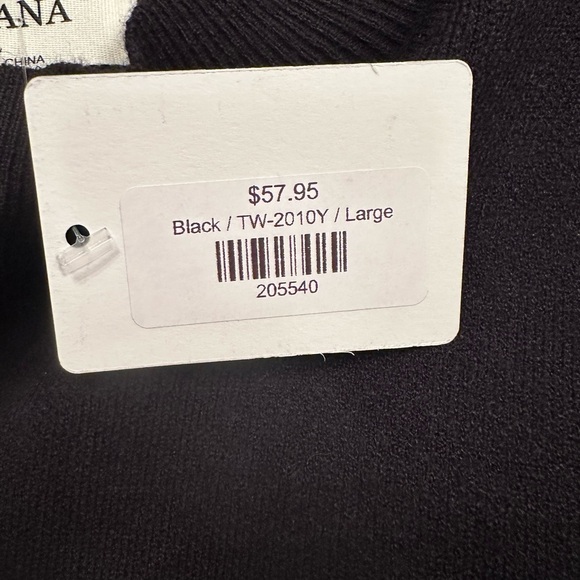 ANA
CHINA
$57.95
Black / TW-2010Y / Large
205540